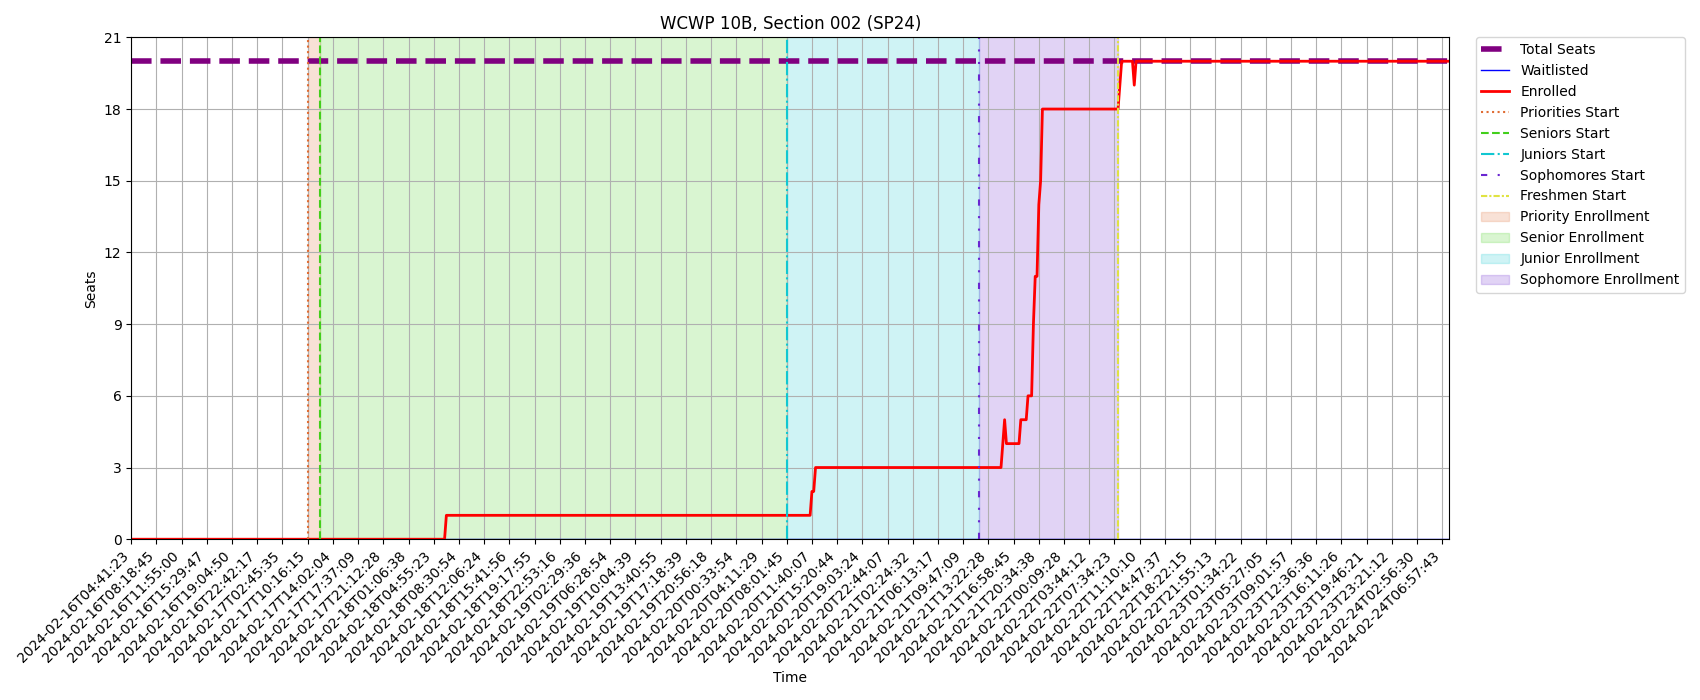 WCWP 10B, Section 002 (SP24)
21
18
15
12
9
6
3
0
Seats
2024-02-16T04:41:23
2024-02-16T08:18:45
2024-02-16T11:55:00
2024-02-16T15:29:47
2024-02-16T19:04:50
2024-02-16T22:42:17
2024-02-17T02:45:35
2024-02-17T10:16:15
2024-02-17T14:02:04
2024-02-17T17:37:09
2024-02-17T21:12:28
2024-02-18T01:06:38
2024-02-18T04:55:23
2024-02-18T08:30:54
2024-02-18T12:06:24
2024-02-18T15:41:56
2024-02-18T19:17:55
2024-02-18T22:53:16
2024-02-19T02:29:36
2024-02-19T06:28:54
2024-02-19T10:04:39
2024-02-19T13:40:55
2024-02-19T17:18:39
2024-02-19T20:56:18
2024-02-20T00:33:54
2024-02-20T04:11:29
2024-02-20T08:01:45
2024-02-20T11:40:07
2024-02-20T15:20:44
2024-02-20T19:03:24
2024-02-20T22:44:07
2024-02-21T02:24:32
2024-02-21T06:13:17
2024-02-21T09:47:09
2024-02-21T13:22:28
2024-02-21T16:58:45
2024-02-21T20:34:38
2024-02-22T00:09:28
2024-02-22T03:44:12
2024-02-22T07:34:23
2024-02-22T11:10:10
2024-02-22T14:47:37
2024-02-22T18:22:15
2024-02-22T21:55:13
2024-02-23T01:34:22
2024-02-23T05:27:05
2024-02-23T09:01:57
2024-02-23T12:36:36
2024-02-23T16:11:26
2024-02-23T19:46:21
2024-02-23T23:21:12
2024-02-24T02:56:30
2024-02-24T06:57:43
Time
Total Seats
Waitlisted
Enrolled
Priorities Start
Seniors Start
Juniors Start
Sophomores Start
Freshmen Start
Priority Enrollment
Senior Enrollment
Junior Enrollment
Sophomore Enrollment